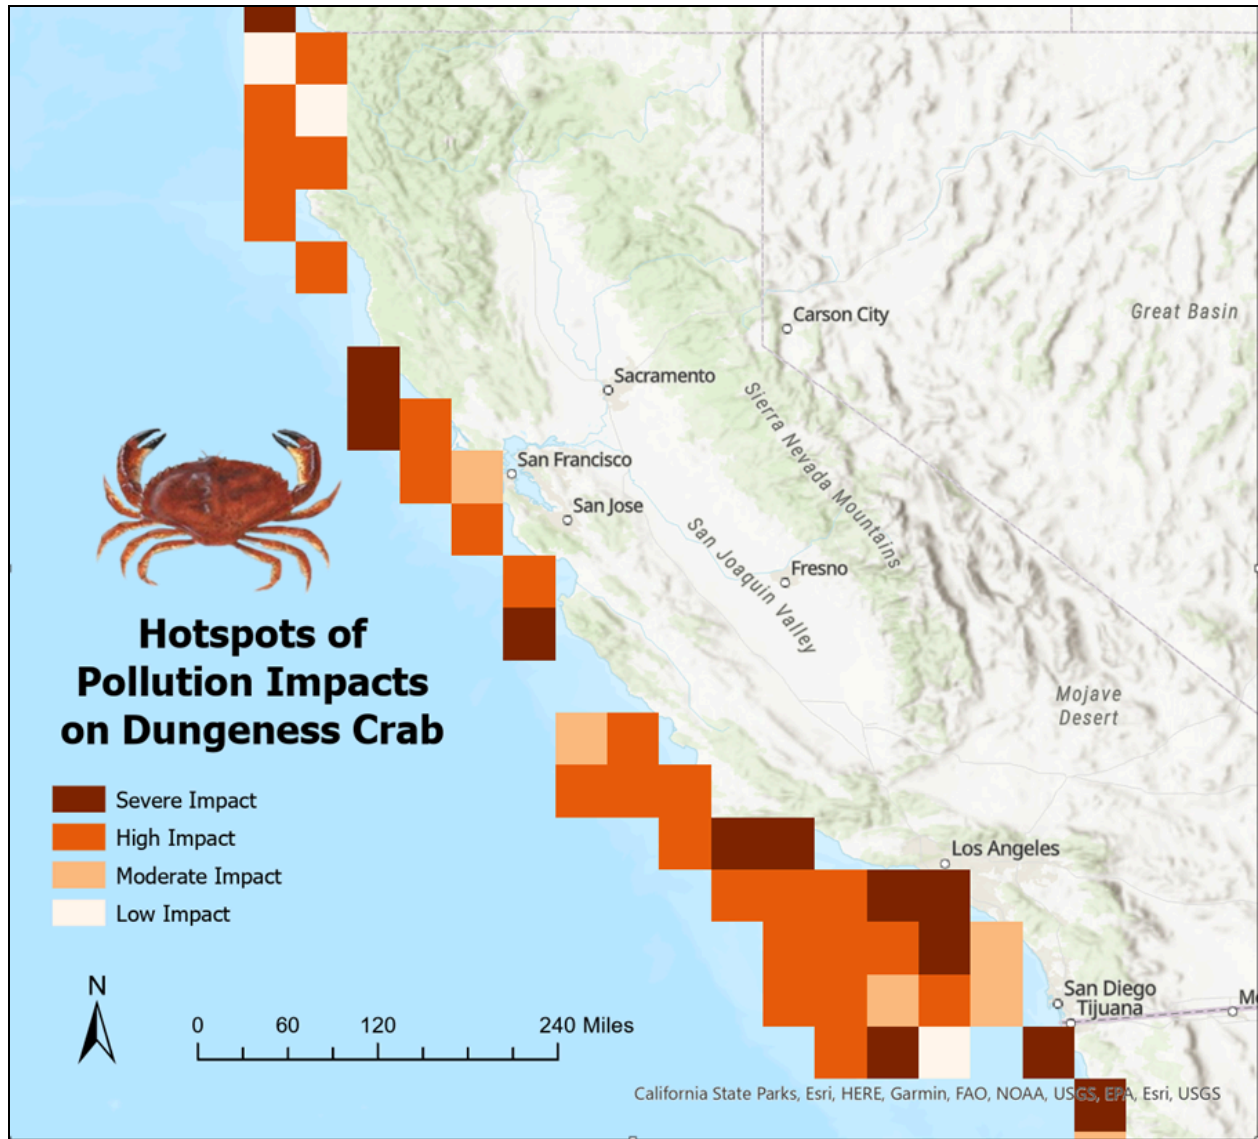 Carson City
Great Basin
Sacramento
Sierra Nevada Mountains
San Francisco
San Jose
San Joaquin Valley
Fresno
Hotspots of
Pollution Impacts
on Dungeness Crab
Mojave
Desert
Severe Impact
High Impact
Moderate Impact
Low Impact
Los Angeles
N
San Diego
Tijuana
0 60 120 240 Miles
California State Parks, Esri, HERE, Garmin, FAO, NOAA, USGS, EPA, Esri, USGS